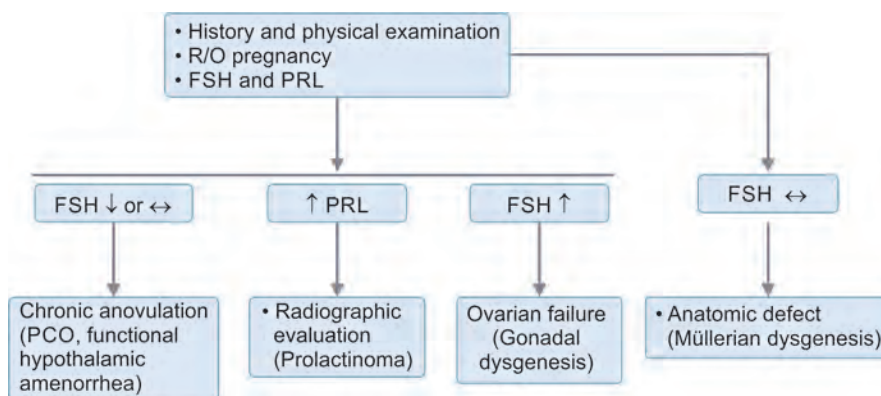 • History and physical examination
• R/O pregnancy
• FSH and PRL
FSH ↓ or ↔
↑ PRL
FSH ↑
FSH ↔
Chronic anovulation
(PCO, functional
hypothalamic
amenorrhea)
• Radiographic
evaluation
(Prolactinoma)
Ovarian failure
(Gonadal
dysgenesis)
• Anatomic defect
(Müllerian dysgenesis)